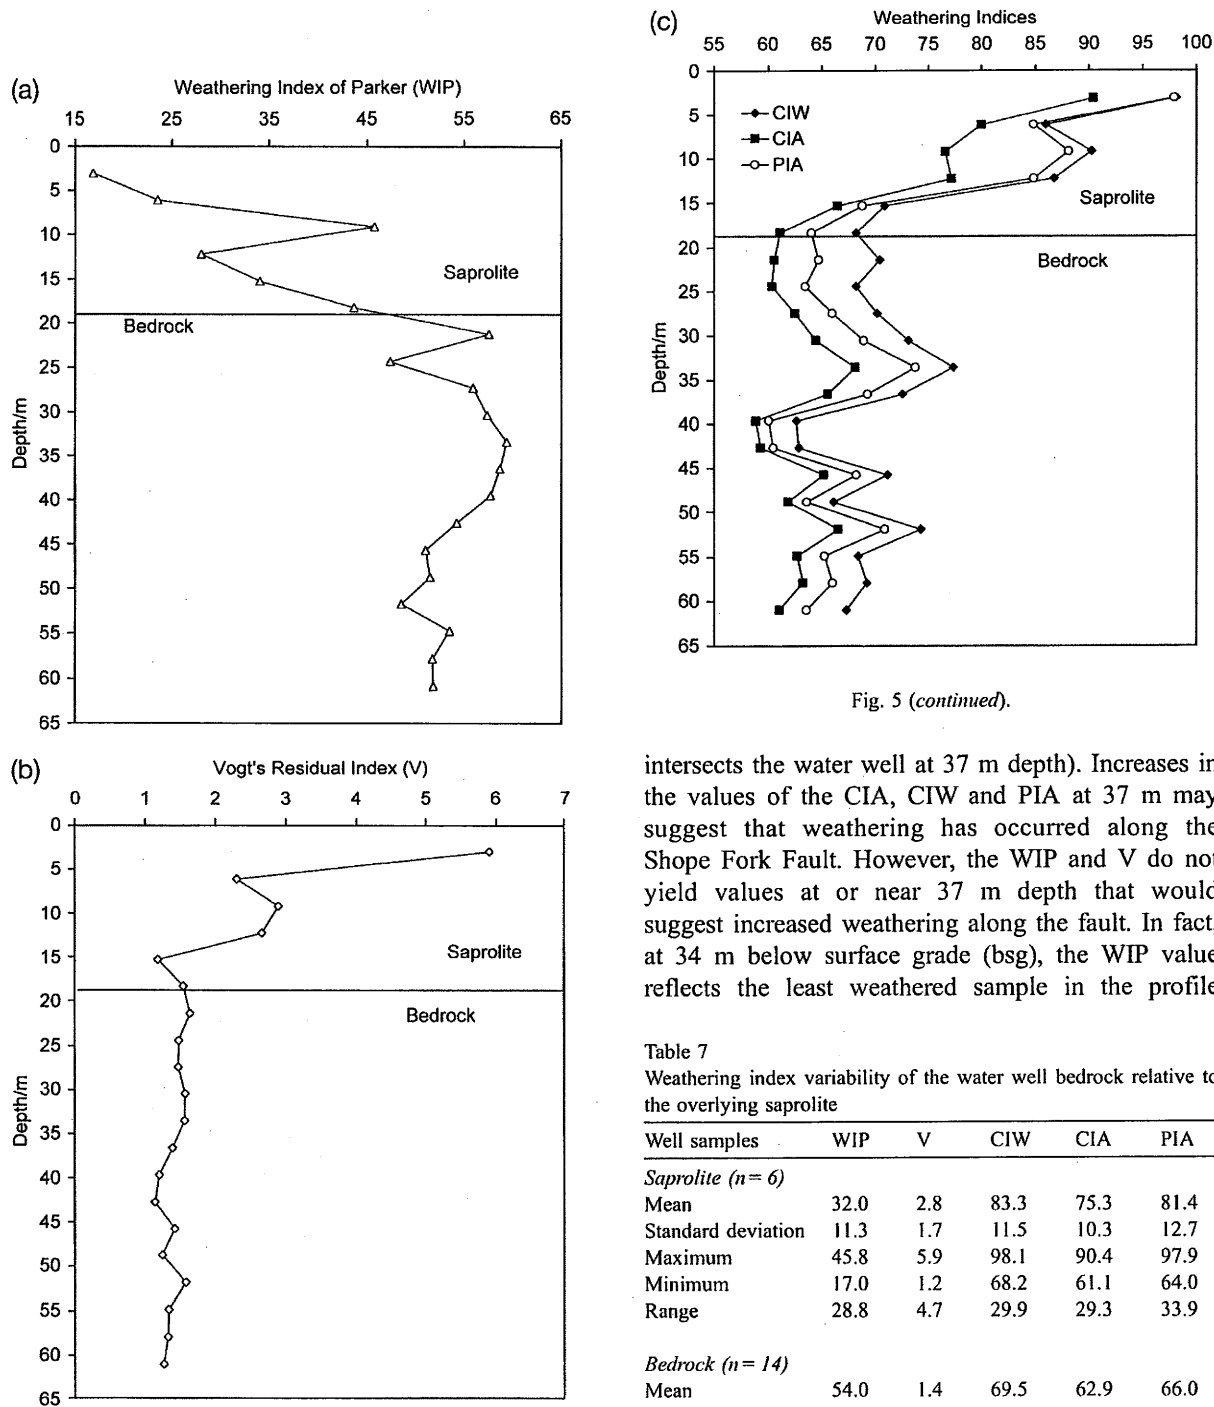 (a)
Weathering Index of Parker (WIP)
15 25 35 45 55 65
0
5
10
15
20
25
30
35
40
45
50
55
60
65
Depth/m
Saprolite
Bedrock
(b)
Vogt's Residual Index (V)
0 1 2 3 4 5 6 7
0
5
10
15
20
25
30
35
40
45
50
55
60
65
Depth/m
Saprolite
Bedrock
(c)
Weathering Indices
55 60 65 70 75 80 85 90 95 100
0
5
10
15
20
25
30
35
40
45
50
55
60
65
Depth/m
CIW
CIA
PIA
Saprolite
Bedrock
Fig. 5 (continued).
intersects the water well at 37 m depth). Increases in
the values of the CIA, CIW and PIA at 37 m may
suggest that weathering has occurred along the
Shope Fork Fault. However, the WIP and V do not
yield values at or near 37 m depth that would
suggest increased weathering along the fault. In fact,
at 34 m below surface grade (bsg), the WIP value
reflects the least weathered sample in the profile
Table 7
Weathering index variability of the water well bedrock relative to
the overlying saprolite
Well samples WIP V CIW CIA PIA
Saprolite (n = 6)
Mean 32.0 2.8 83.3 75.3 81.4
Standard deviation 11.3 1.7 11.5 10.3 12.7
Maximum 45.8 5.9 98.1 90.4 97.9
Minimum 17.0 1.2 68.2 61.1 64.0
Range 28.8 4.7 29.9 29.3 33.9
Bedrock (n = 14)
Mean 54.0 1.4 69.5 62.9 66.0